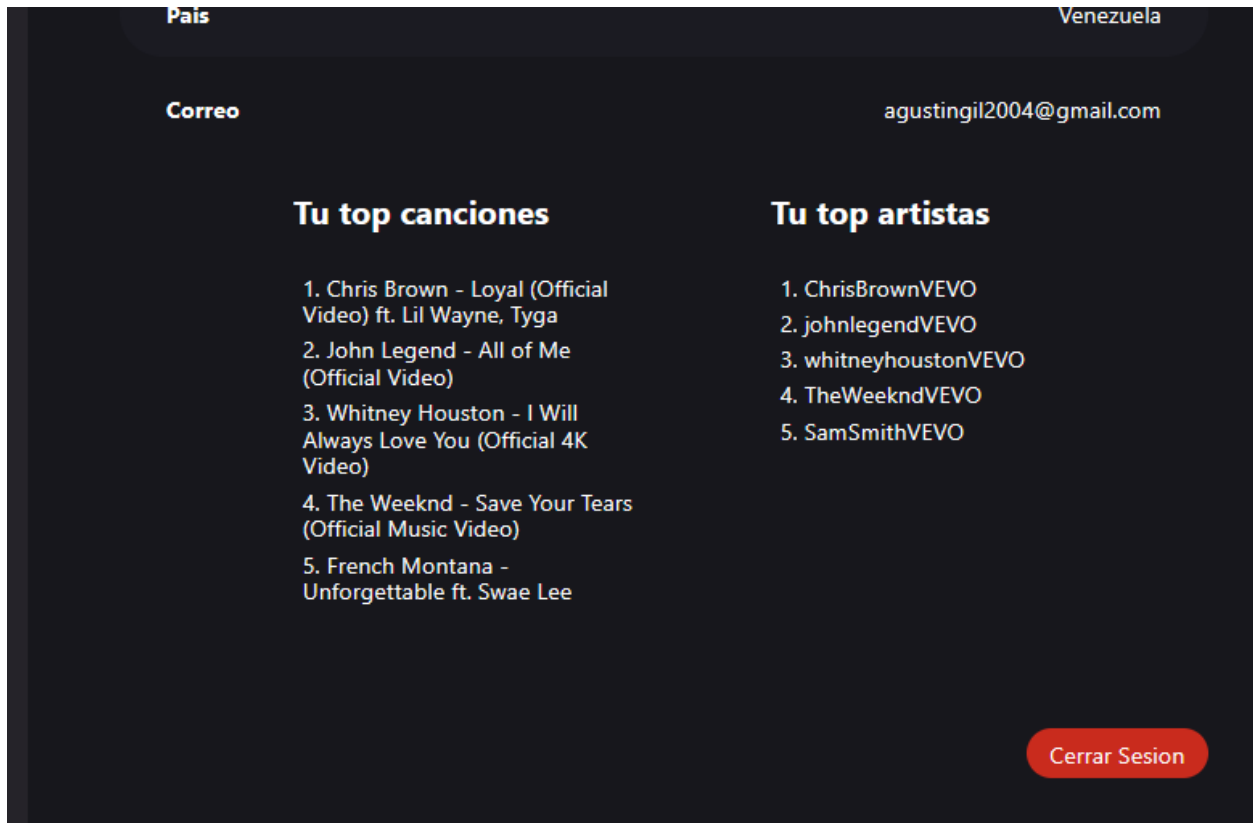 Pais
Venezuela
Correo
agustingil2004@gmail.com
Tu top canciones
1. Chris Brown - Loyal (Official
Video) ft. Lil Wayne, Tyga
2. John Legend - All of Me
(Official Video)
3. Whitney Houston - I Will
Always Love You (Official 4K
Video)
4. The Weeknd - Save Your Tears
(Official Music Video)
5. French Montana -
Unforgettable ft. Swae Lee
Tu top artistas
1. ChrisBrownVEVO
2. johnlegendVEVO
3. whitneyhoustonVEVO
4. TheWeekndVEVO
5. SamSmithVEVO
Cerrar Sesion